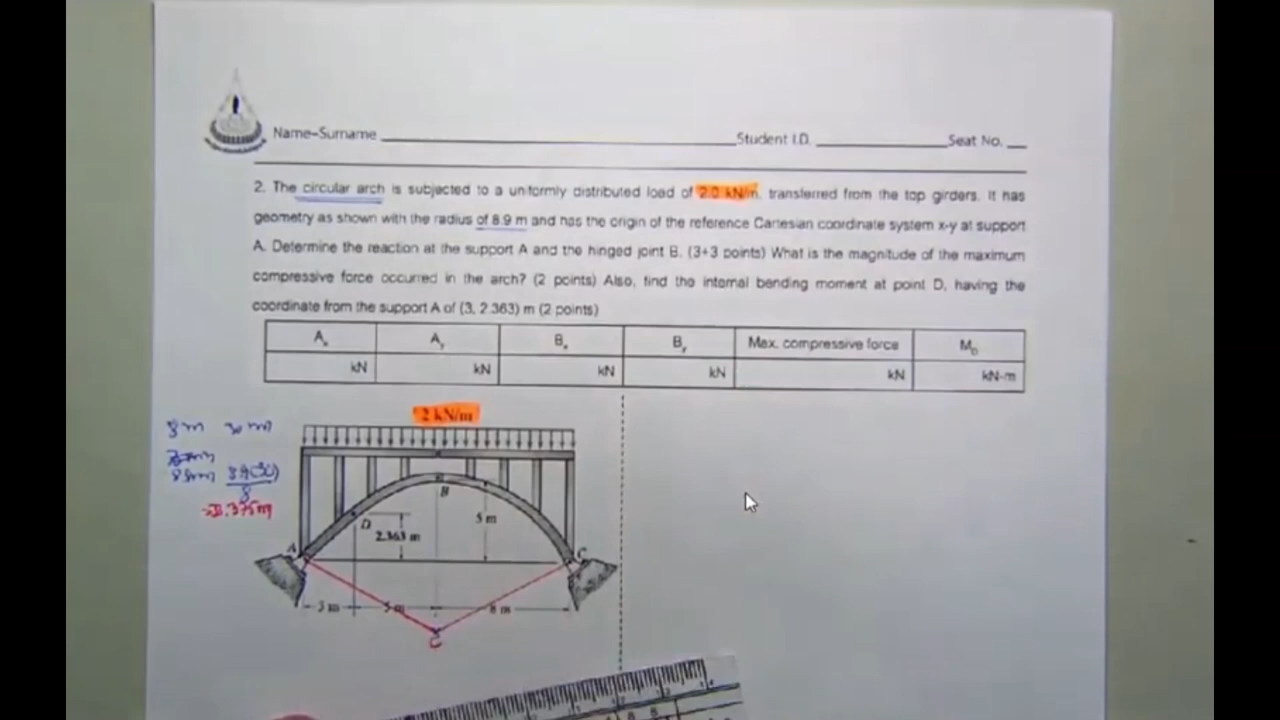 Name–Surname Student I.D. Seat No.
2. The circular arch is subjected to a uniformly distributed load of 2.0 kN/m, transferred from the top girders. It has
geometry as shown with the radius of 8.9 m and has the origin of the reference Cartesian coordinate system x-y at support
A. Determine the reaction at the support A and the hinged joint B. (3+3 points) What is the magnitude of the maximum
compressive force occurred in the arch? (2 points) Also, find the internal bending moment at point D, having the
coordinate from the support A of (3, 2.363) m (2 points)
Aₓ Aᵧ Bₓ Bᵧ Max. compressive force M_D
kN kN kN kN kN kN-m
2 kN/m
8m 30 m
B
D
5 m
2.363 m
A C
3 m 5 m 8 m
C